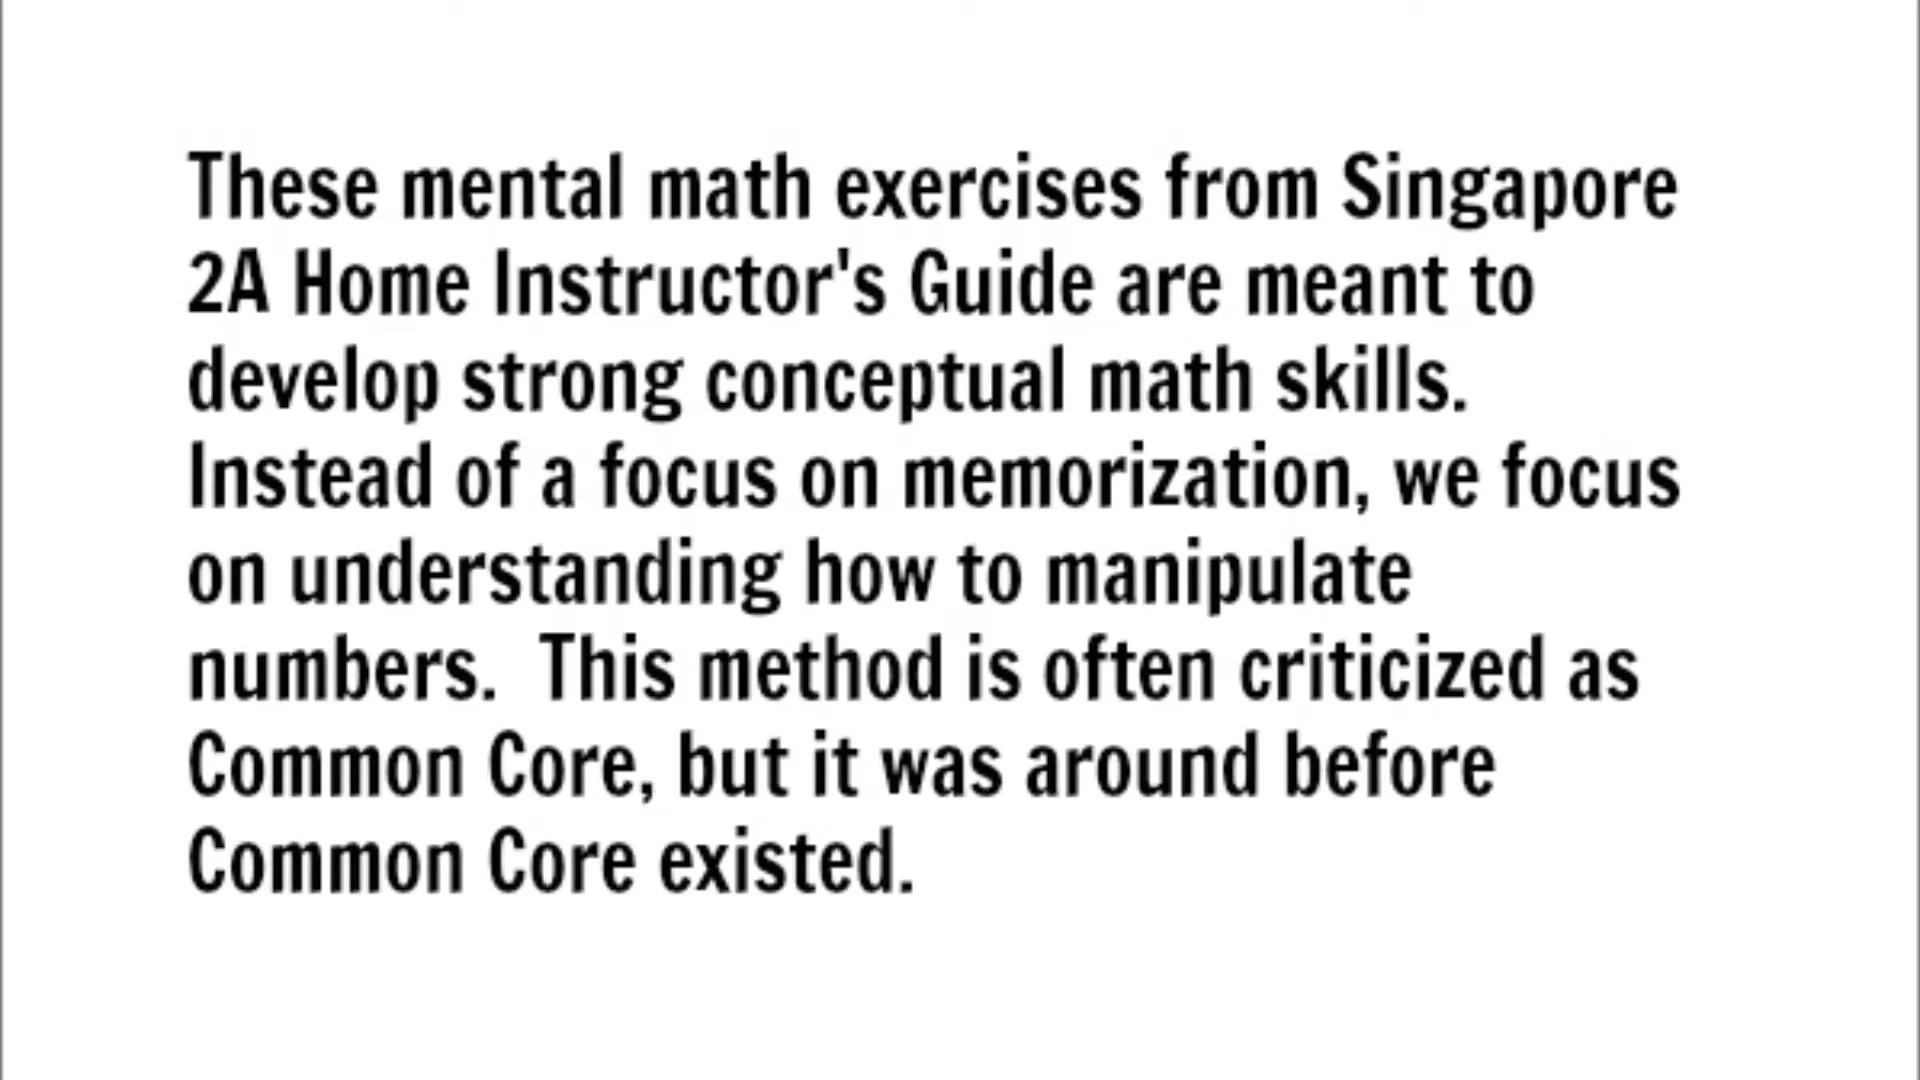 These mental math exercises from Singapore
2A Home Instructor's Guide are meant to
develop strong conceptual math skills.
Instead of a focus on memorization, we focus
on understanding how to manipulate
numbers.  This method is often criticized as
Common Core, but it was around before
Common Core existed.